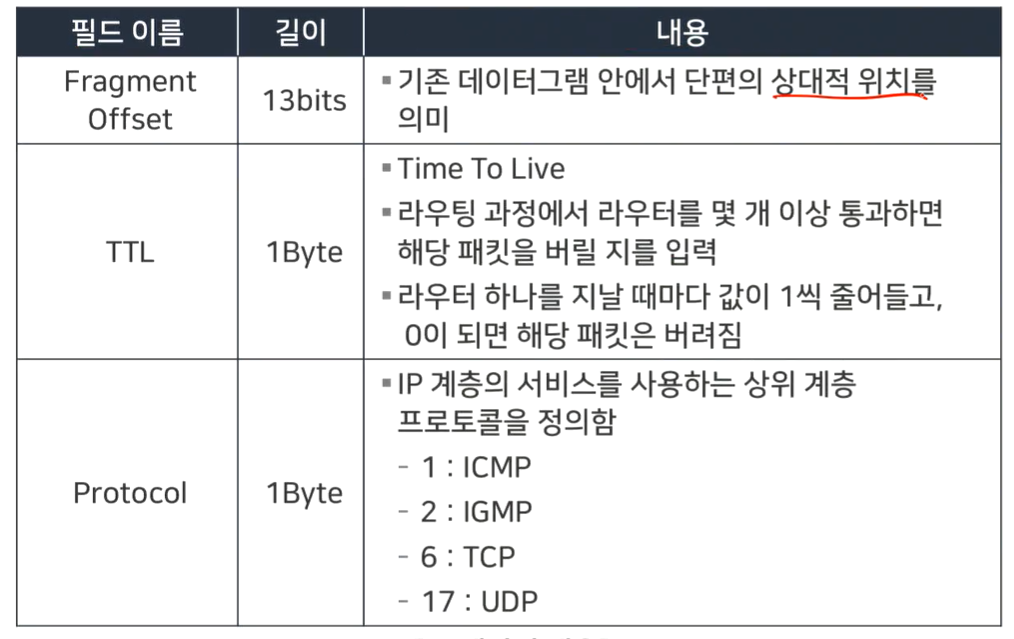 필드 이름 길이 내용
Fragment
Offset
13bits
▪기존 데이터그램 안에서 단편의 상대적 위치를
의미
TTL
1Byte
▪Time To Live
▪라우팅 과정에서 라우터를 몇 개 이상 통과하면
해당 패킷을 버릴 지를 입력
▪라우터 하나를 지날 때마다 값이 1씩 줄어들고,
0이 되면 해당 패킷은 버려짐
Protocol
1Byte
▪IP 계층의 서비스를 사용하는 상위 계층
프로토콜을 정의함
- 1 : ICMP
- 2 : IGMP
- 6 : TCP
- 17 : UDP